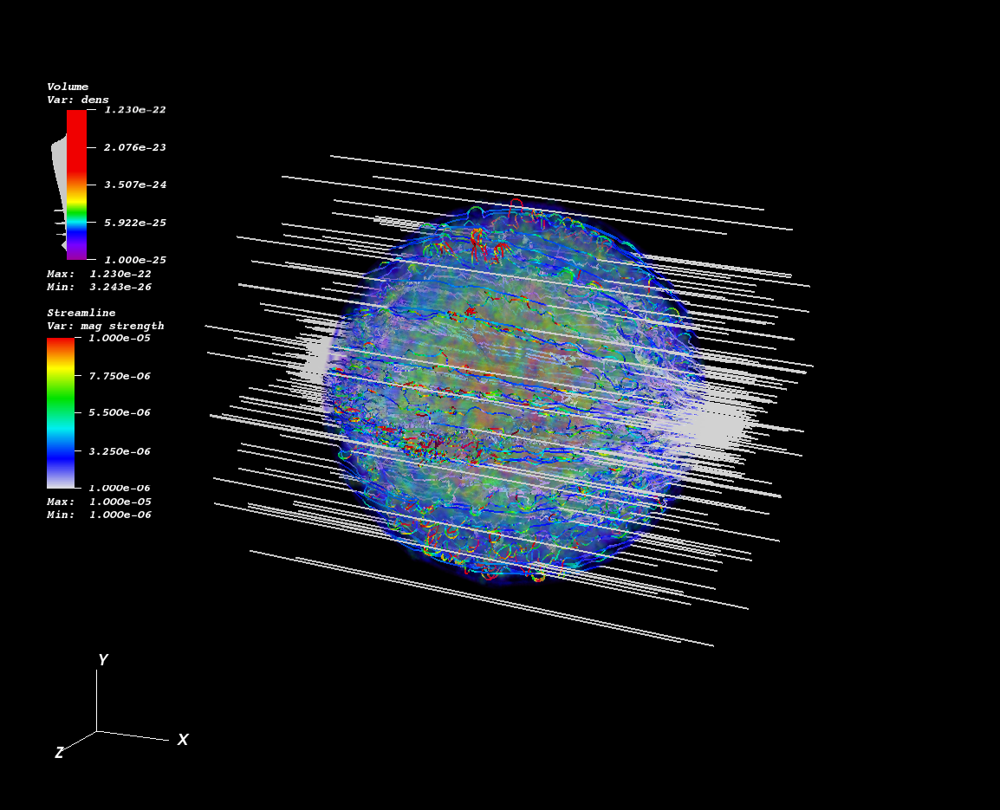 Volume
Var: dens
1.230e-22
2.076e-23
3.507e-24
5.922e-25
1.000e-25
Max: 1.230e-22
Min: 3.243e-26
Streamline
Var: mag strength
1.000e-05
7.750e-06
5.500e-06
3.250e-06
1.000e-06
Max: 1.000e-05
Min: 1.000e-06
Y
X
Z